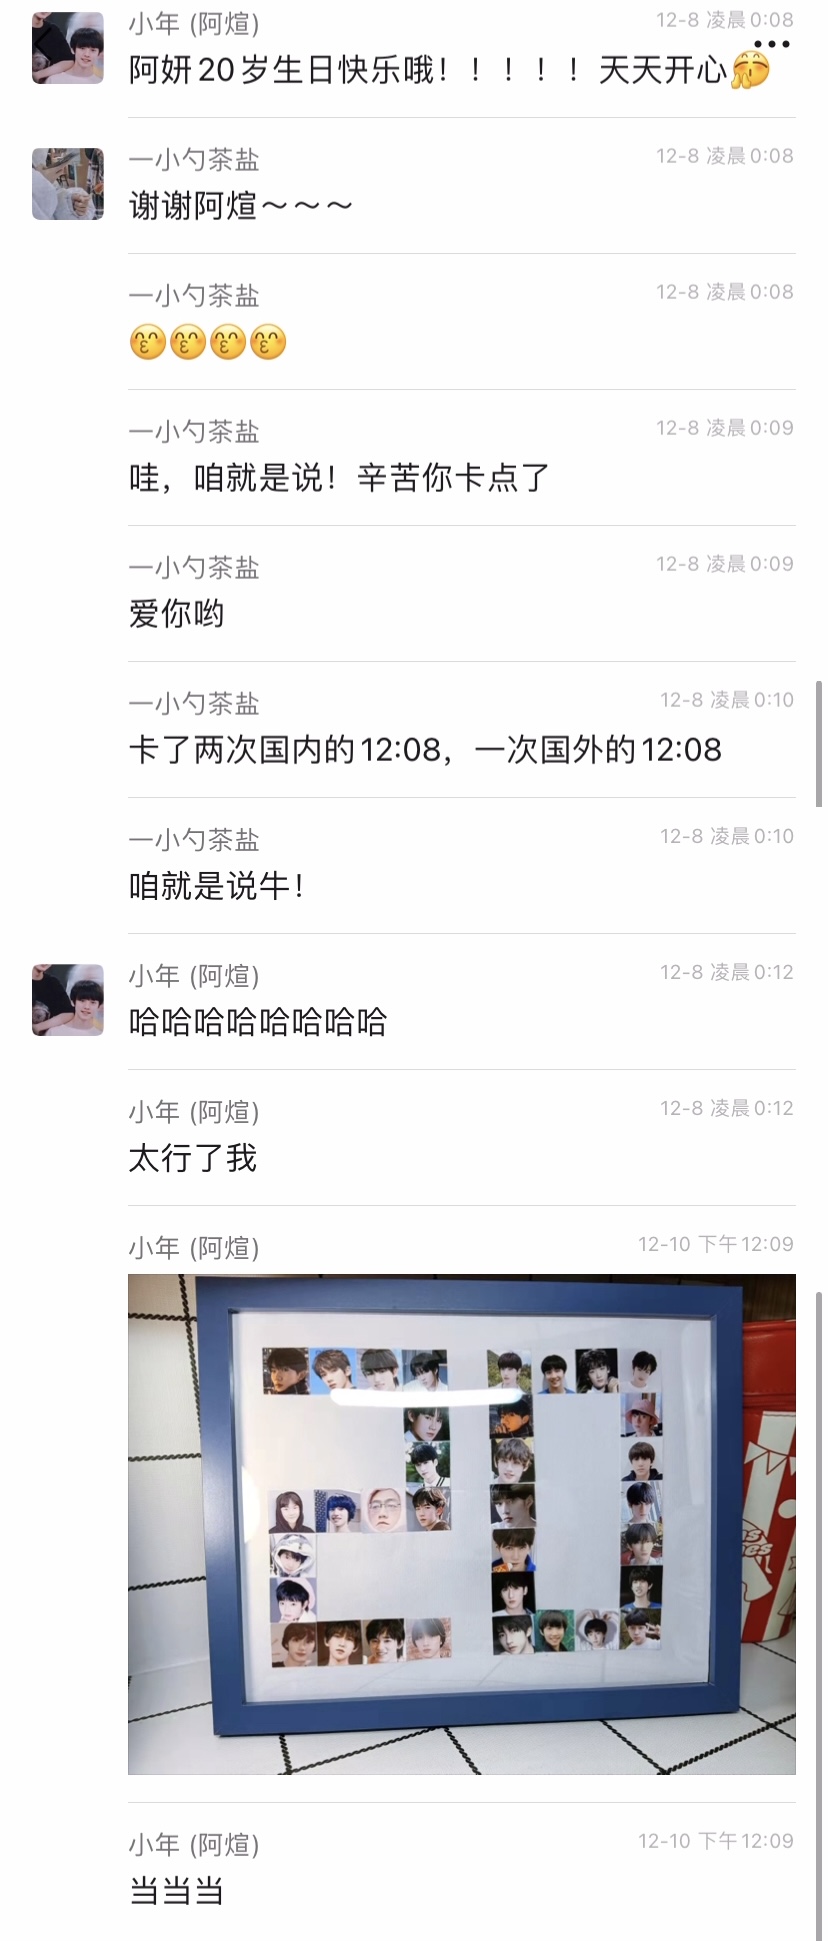 小年 (阿煊)
12-8 凌晨 0:08
阿妍20岁生日快乐哦！！！！！天天开心
一小勺茶盐
12-8 凌晨 0:08
谢谢阿煊～～～
一小勺茶盐
12-8 凌晨 0:08
😙😙😙😙
一小勺茶盐
12-8 凌晨 0:09
哇，咱就是说！辛苦你卡点了
一小勺茶盐
12-8 凌晨 0:09
爱你哟
一小勺茶盐
12-8 凌晨 0:10
卡了两次国内的12:08，一次国外的12:08
一小勺茶盐
12-8 凌晨 0:10
咱就是说牛！
小年 (阿煊)
12-8 凌晨 0:12
哈哈哈哈哈哈哈哈
小年 (阿煊)
12-8 凌晨 0:12
太行了我
小年 (阿煊)
12-10 下午 12:09
小年 (阿煊)
12-10 下午 12:09
当当当